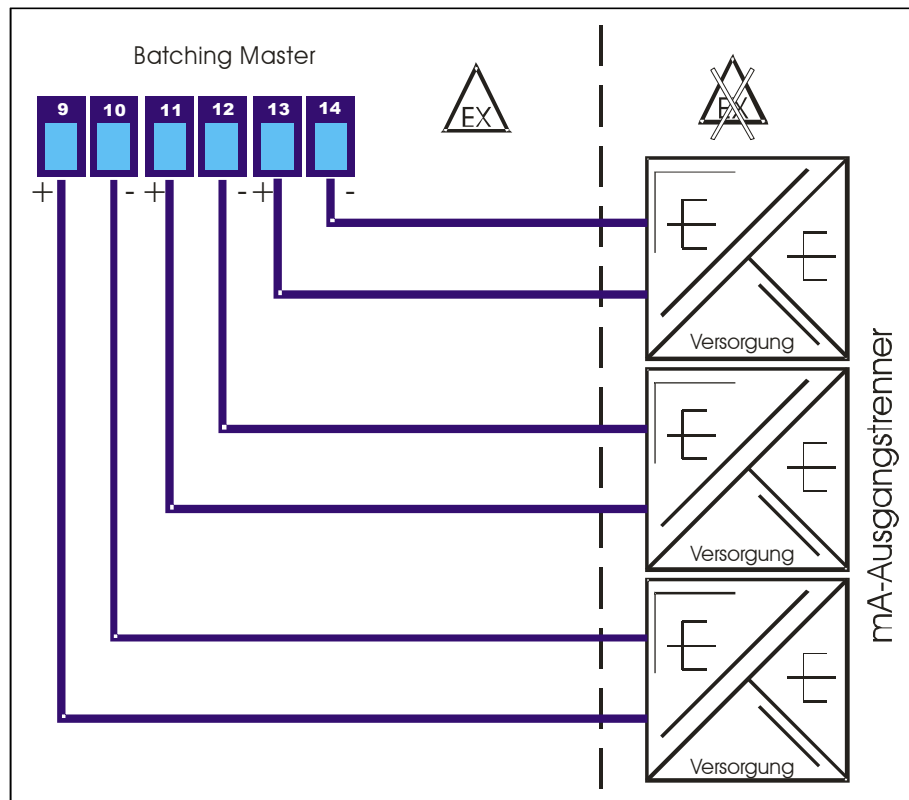 Batching Master
9 10 11 12 13 14
+ - + - + -
EX
EX
Versorgung
Versorgung
Versorgung
mA-Ausgangstrenner